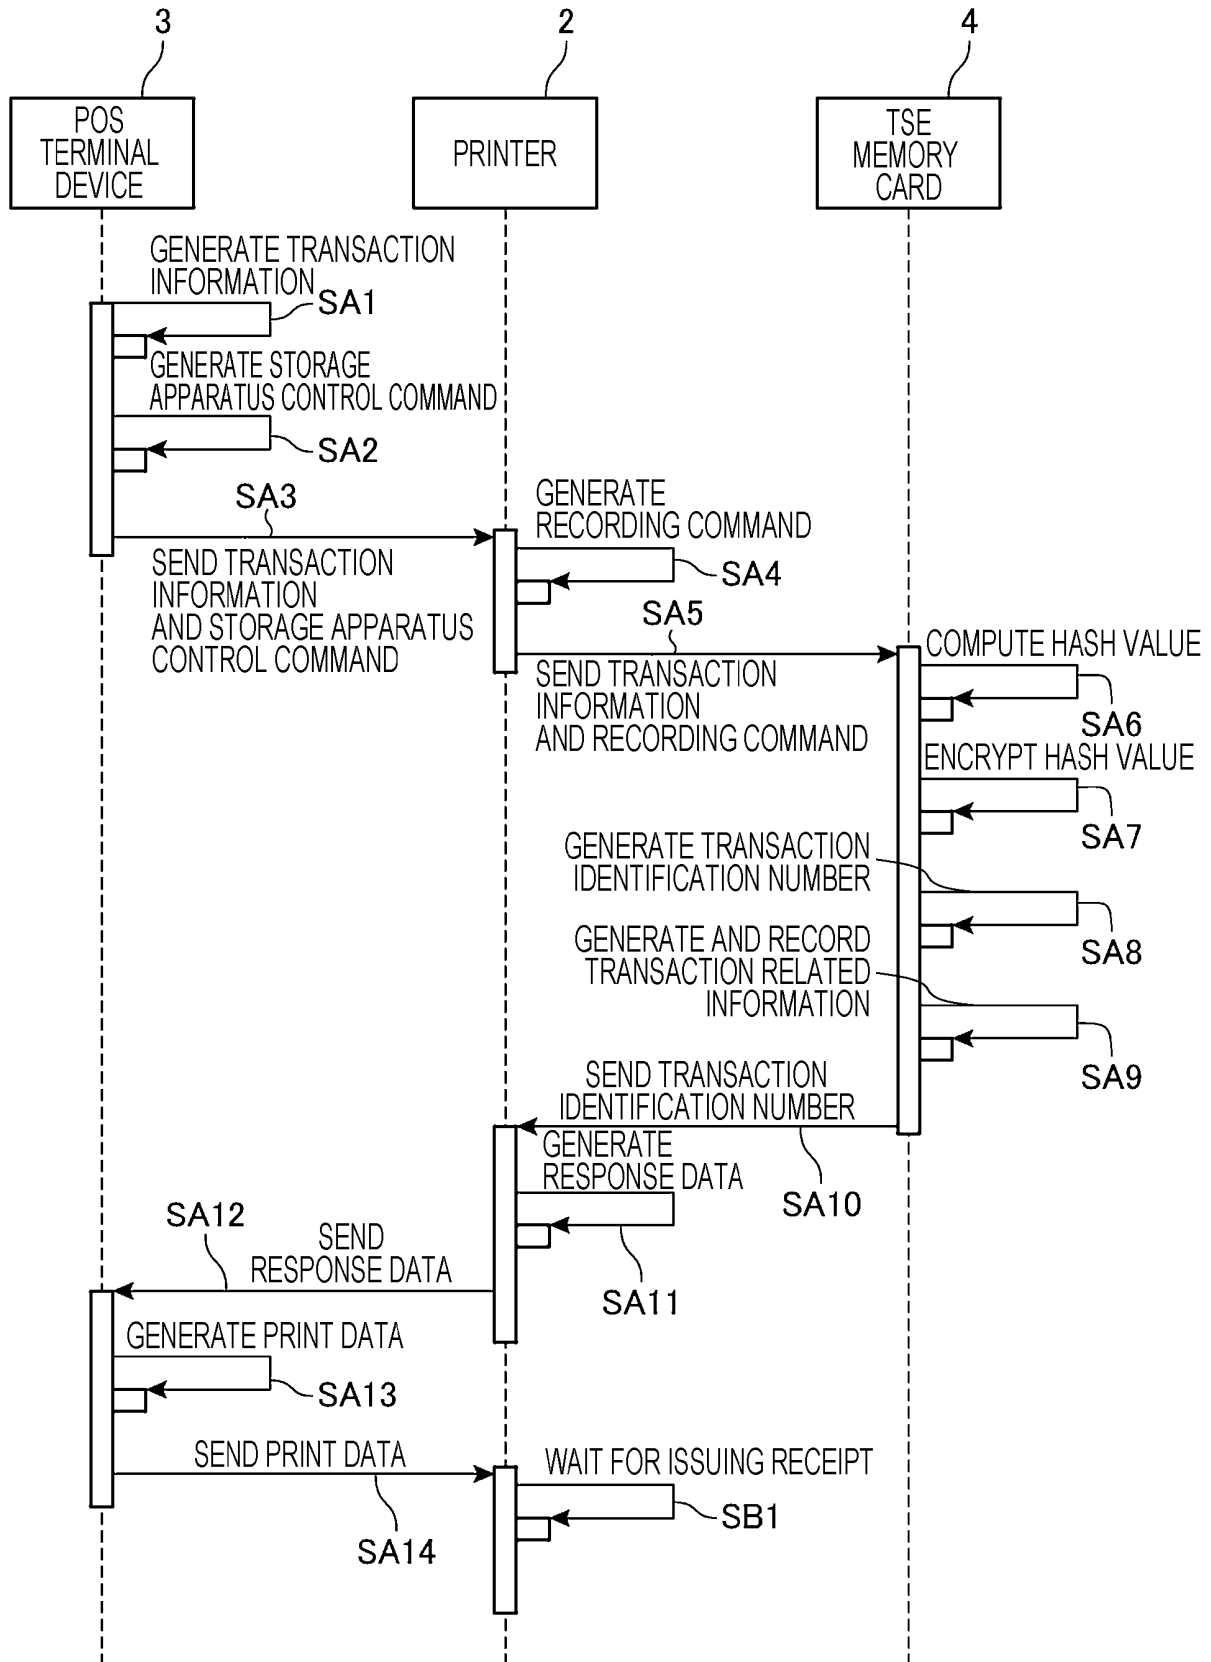 3
2
4
POS
TERMINAL
DEVICE
PRINTER
TSE
MEMORY
CARD
GENERATE TRANSACTION
INFORMATION
SA1
GENERATE STORAGE
APPARATUS CONTROL COMMAND
SA2
SA3
SEND TRANSACTION
INFORMATION
AND STORAGE APPARATUS
CONTROL COMMAND
GENERATE
RECORDING COMMAND
SA4
SA5
SEND TRANSACTION
INFORMATION
AND RECORDING COMMAND
COMPUTE HASH VALUE
SA6
ENCRYPT HASH VALUE
SA7
GENERATE TRANSACTION
IDENTIFICATION NUMBER
SA8
GENERATE AND RECORD
TRANSACTION RELATED
INFORMATION
SA9
SEND TRANSACTION
IDENTIFICATION NUMBER
SA10
GENERATE
RESPONSE DATA
SA11
SA12
SEND
RESPONSE DATA
GENERATE PRINT DATA
SA13
SEND PRINT DATA
SA14
WAIT FOR ISSUING RECEIPT
SB1